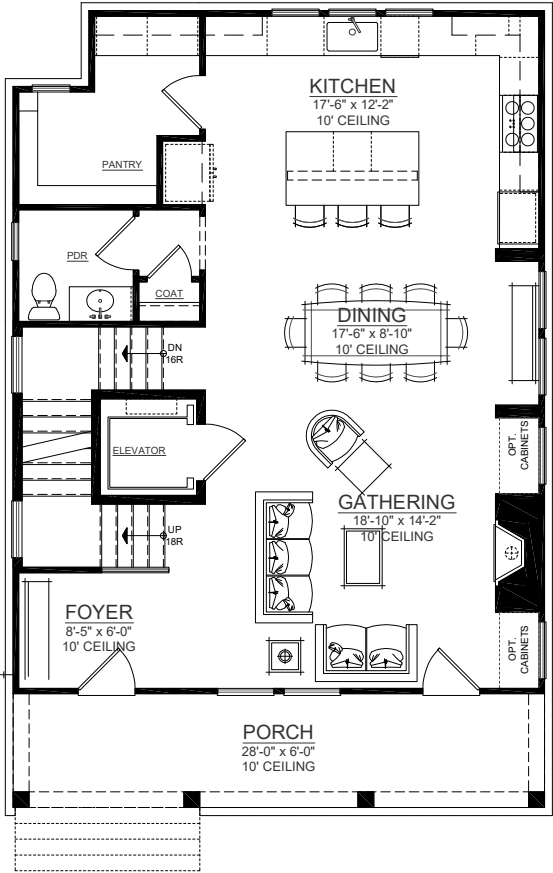 KITCHEN
17'-6" x 12'-2"
10' CEILING
PANTRY
PDR
COAT
DINING
17'-6" x 8'-10"
10' CEILING
DN
16R
ELEVATOR
OPT.
CABINETS
GATHERING
18'-10" x 14'-2"
10' CEILING
UP
18R
FOYER
8'-5" x 6'-0"
10' CEILING
OPT.
CABINETS
PORCH
28'-0" x 6'-0"
10' CEILING